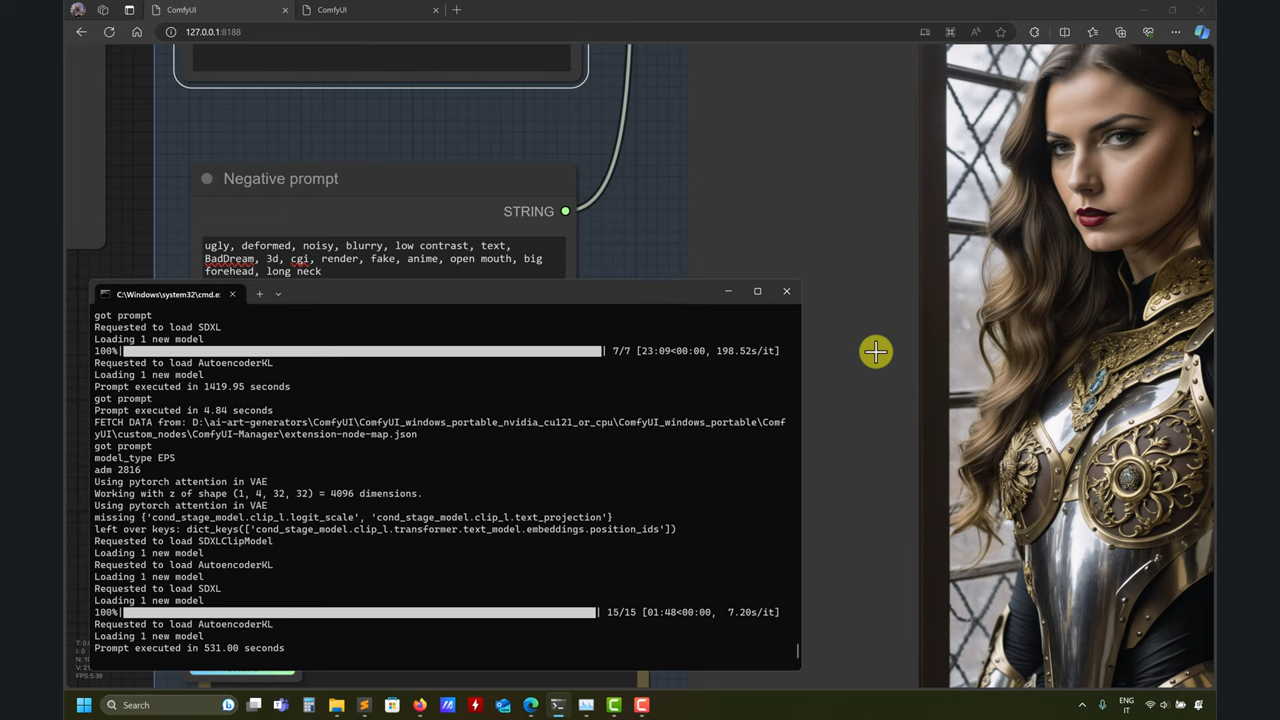 ComfyUI
ComfyUI
127.0.0.1:8188
Negative prompt
STRING
ugly, deformed, noisy, blurry, low contrast, text,
BadDream, 3d, cgi, render, fake, anime, open mouth, big
forehead, long neck
C:\Windows\system32\cmd.e:
got prompt
Requested to load SDXL
Loading 1 new model
100%| | 7/7 [23:09<00:00, 198.52s/it]
Requested to load AutoencoderKL
Loading 1 new model
Prompt executed in 1419.95 seconds
got prompt
Prompt executed in 4.84 seconds
FETCH DATA from: D:\ai-art-generators\ComfyUI\ComfyUI_windows_portable_nvidia_cu121_or_cpu\ComfyUI_windows_portable\Comf
yUI\custom_nodes\ComfyUI-Manager\extension-node-map.json
got prompt
model_type EPS
adm 2816
Using pytorch attention in VAE
Working with z of shape (1, 4, 32, 32) = 4096 dimensions.
Using pytorch attention in VAE
missing {'cond_stage_model.clip_l.logit_scale', 'cond_stage_model.clip_l.text_projection'}
left over keys: dict_keys(['cond_stage_model.clip_l.transformer.text_model.embeddings.position_ids'])
Requested to load SDXLClipModel
Loading 1 new model
Requested to load AutoencoderKL
Loading 1 new model
Requested to load SDXL
Loading 1 new model
100%| | 15/15 [01:48<00:00, 7.20s/it]
Requested to load AutoencoderKL
Loading 1 new model
Prompt executed in 531.00 seconds
FPS:5.39
Search
ENG
IT